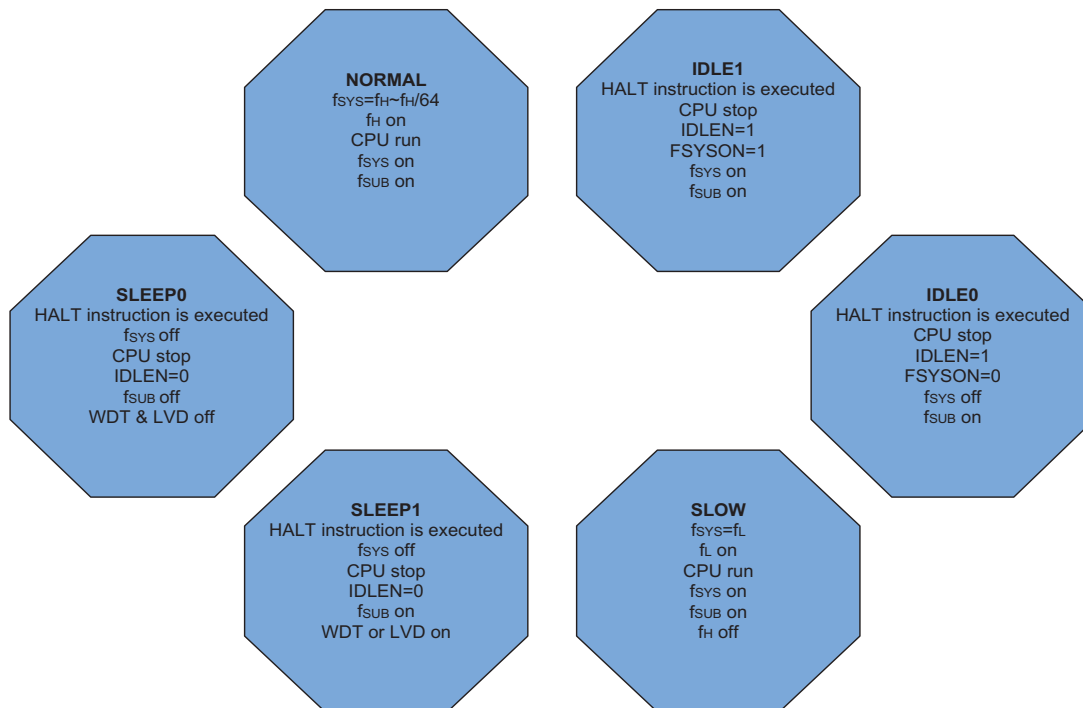 NORMAL
fSYS=fH~fH/64
fH on
CPU run
fSYS on
fSUB on
IDLE1
HALT instruction is executed
CPU stop
IDLEN=1
FSYSON=1
fSYS on
fSUB on
SLEEP0
HALT instruction is executed
fSYS off
CPU stop
IDLEN=0
fSUB off
WDT & LVD off
IDLE0
HALT instruction is executed
CPU stop
IDLEN=1
FSYSON=0
fSYS off
fSUB on
SLEEP1
HALT instruction is executed
fSYS off
CPU stop
IDLEN=0
fSUB on
WDT or LVD on
SLOW
fSYS=fL
fL on
CPU run
fSYS on
fSUB on
fH off